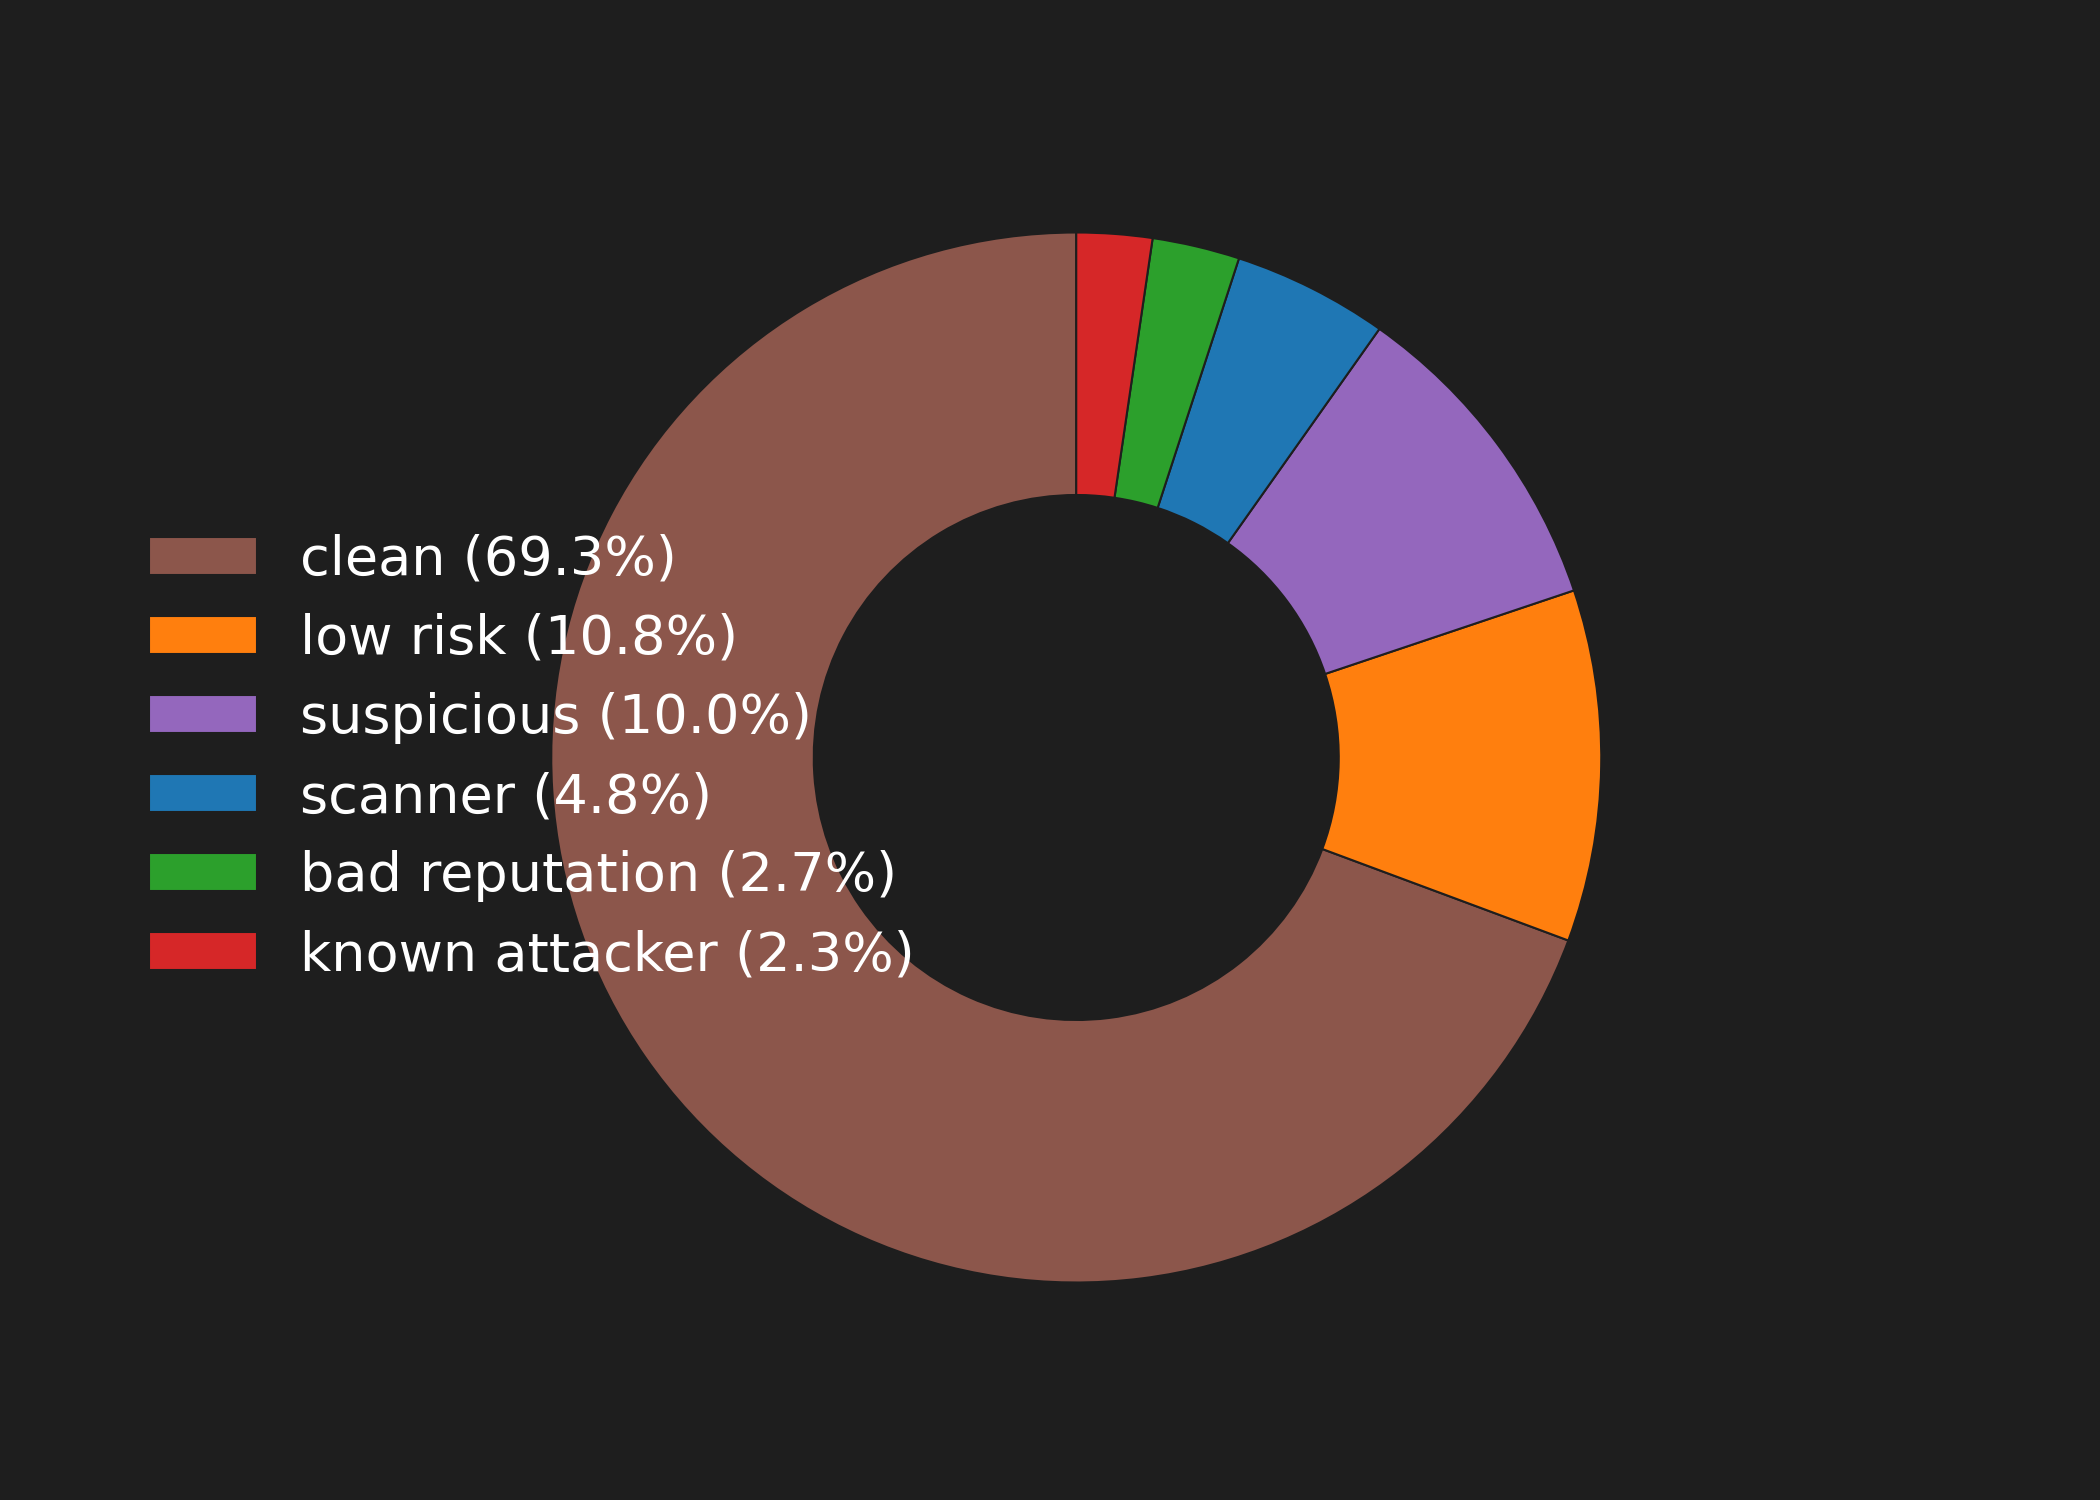 clean (69.3%)
low risk (10.8%)
suspicious (10.0%)
scanner (4.8%)
bad reputation (2.7%)
known attacker (2.3%)